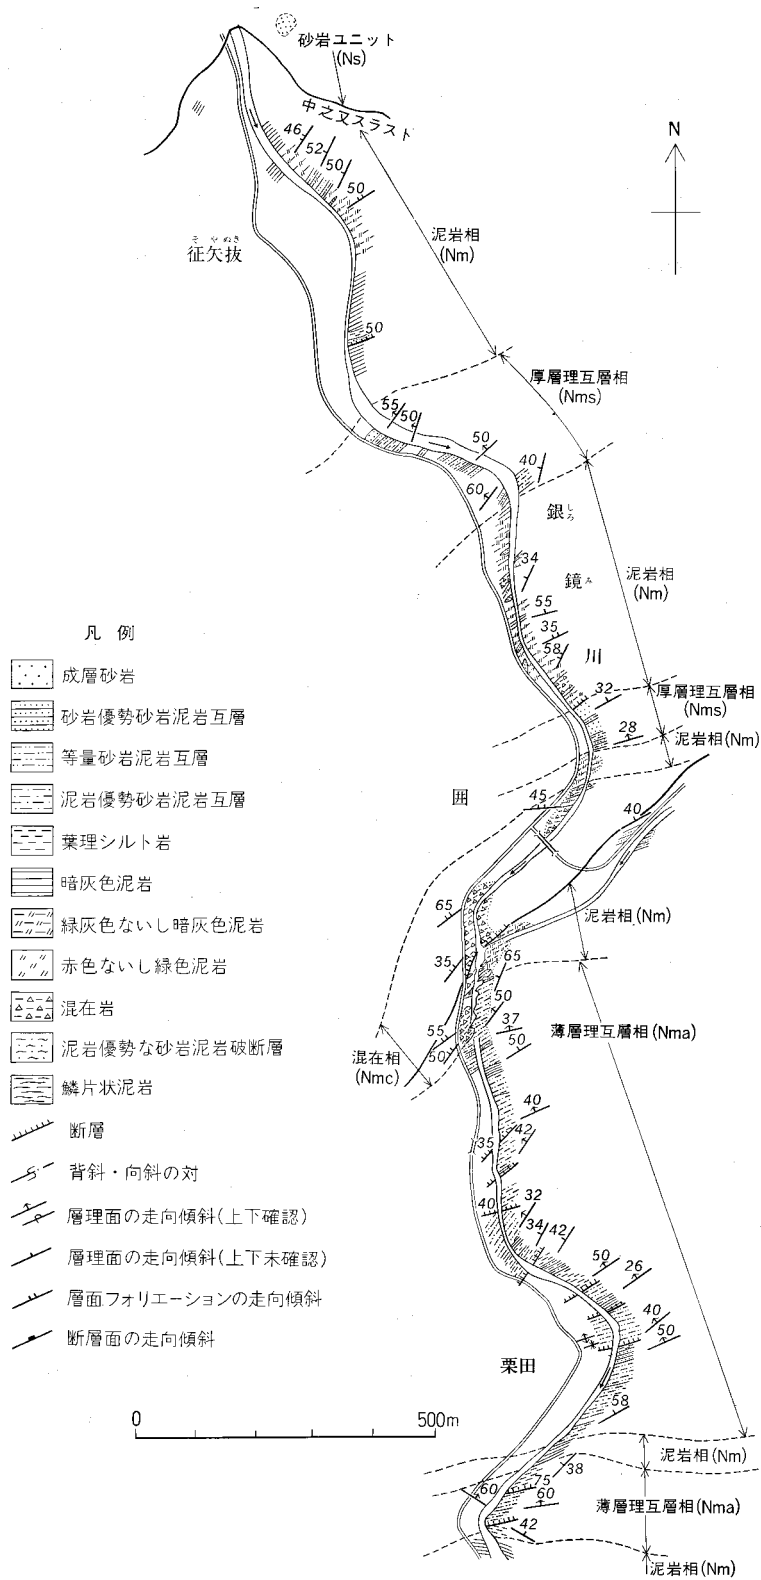 砂岩ユニット
(Ns)
中之又スラスト
46
52
50
50
N
そやぬき
征矢抜
泥岩相
(Nm)
50
厚層理互層相
(Nms)
55
50
50
40
60
銀しろ
鏡み
川
34
泥岩相
(Nm)
55
35
58
凡例
成層砂岩
砂岩優勢砂岩泥岩互層
等量砂岩泥岩互層
泥岩優勢砂岩泥岩互層
葉理シルト岩
暗灰色泥岩
緑灰色ないし暗灰色泥岩
赤色ないし緑色泥岩
混在岩
泥岩優勢な砂岩泥岩破断層
鱗片状泥岩
断層
背斜・向斜の対
層理面の走向傾斜(上下確認)
層理面の走向傾斜(上下未確認)
層面フォリエーションの走向傾斜
断層面の走向傾斜
0
500m
32
厚層理互層相
(Nms)
28
泥岩相(Nm)
囲
45
40
65
泥岩相(Nm)
35
65
50
37
50
薄層理互層相(Nma)
55
50
混在相
(Nmc)
40
35
42
40
32
34
42
50
26
40
50
栗田
58
泥岩相(Nm)
38
75
60
60
薄層理互層相(Nma)
42
泥岩相(Nm)